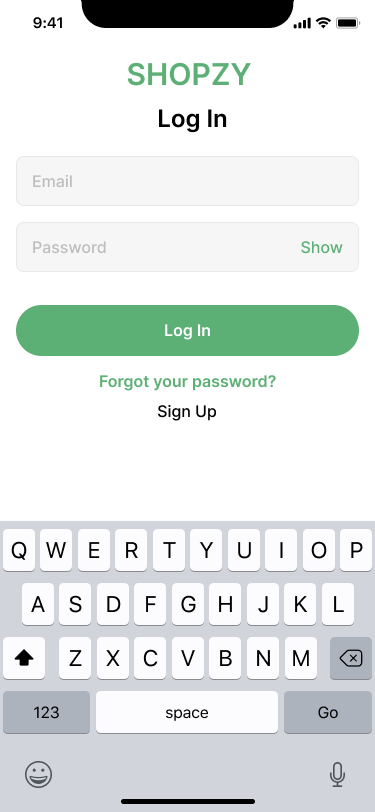 9:41
SHOPZY
Log In
Email
Password Show
Log In
Forgot your password?
Sign Up
Q W E R T Y U I O P
A S D F G H J K L
Z X C V B N M
123 space Go